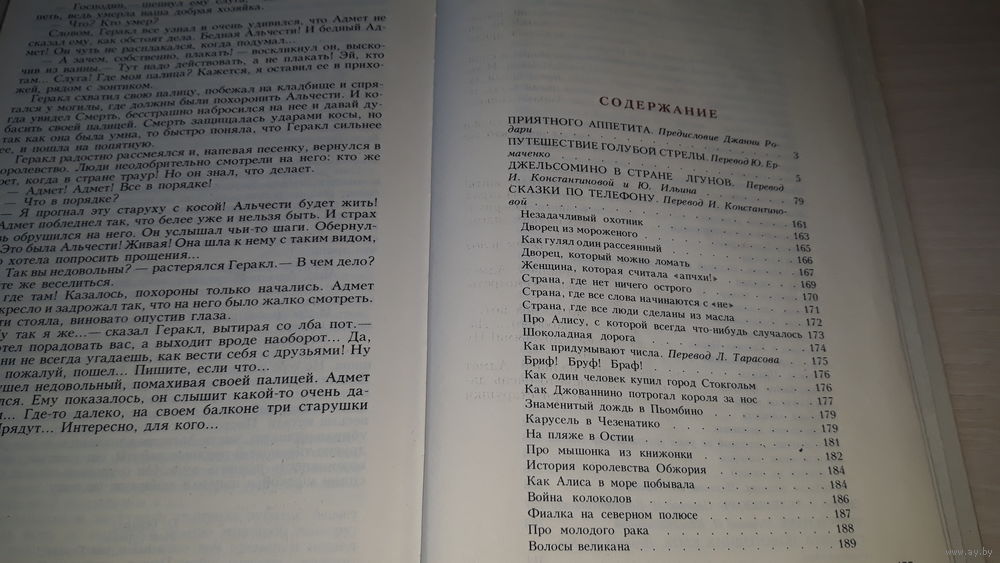 — Господин,— шепнул ему слуга,
петь, ведь умерла наша добрая хозяйка.
— Что? Кто умер?
Словом, Геракл все узнал и очень удивился, что Адмет не
сказал ему, как обстоят дела. Бедная Альчести! И бедный Ад-
мет! Он чуть не расплакался, когда подумал...
— А зачем, собственно, плакать! — воскликнул он, выско-
чив из ванны.— Тут надо действовать, а не плакать! Эй, кто
там... Слуга! Где моя палица? Кажется, я оставил ее в прихо-
жей, рядом с зонтиком.
Геракл схватил свою палицу, побежал на кладбище и спря-
тался у могилы, где должны были похоронить Альчести. И ко-
гда увидел Смерть, бесстрашно набросился на нее и давай ду-
басить своей палицей. Смерть защищалась ударами косы, но
так как она была умна, то быстро поняла, что Геракл сильнее
ее, и пошла на попятную.
Геракл радостно рассмеялся и, напевая песенку, вернулся в
королевство. Люди неодобрительно смотрели на него: кто же
поет, когда в стране траур! Но он знал, что делает.
— Адмет! Адмет! Все в порядке!
— Что в порядке?
— Я прогнал эту старуху с косой! Альчести будет жить!
Адмет побледнел так, что белее уже и нельзя быть. И страх
обрушился на него. Он услышал чьи-то шаги. Обернул-
Это была Альчести! Живая! Она шла к нему с таким видом,
хотела попросить прощения...
Так вы недовольны? — растерялся Геракл.— В чем дело?
те же веселиться.
где там! Казалось, похороны только начались. Адмет
кресло и задрожал так, что на него было жалко смотреть.
ти стояла, виновато опустив глаза.
у так я же...— сказал Геракл, вытирая со лба пот.—
отел порадовать вас, а выходит вроде наоборот... Да,
ни не всегда угадаешь, как вести себя с друзьями! Ну
пожалуй, пошел... Пишите, если что...
ушел недовольный, помахивая своей палицей. Адмет
лся. Ему показалось, он слышит какой-то очень да-
и... Где-то далеко, на своем балконе три старушки
рядут... Интересно, для кого...
СОДЕРЖАНИЕ
ПРИЯТНОГО АППЕТИТА. Предисловие Джанни Ро-
дари . . . 3
ПУТЕШЕСТВИЕ ГОЛУБОЙ СТРЕЛЫ. Перевод Ю. Ер-
маченко . . . 5
ДЖЕЛЬСОМИНО В СТРАНЕ ЛГУНОВ. Перевод
И. Константиновой и Ю. Ильина . . . 79
СКАЗКИ ПО ТЕЛЕФОНУ. Перевод И. Константино-
вой . . . 161
Незадачливый охотник . . . 163
Дворец из мороженого . . . 165
Как гулял один рассеянный . . . 166
Дворец, который можно ломать . . . 167
Женщина, которая считала «апчхи!» . . . 169
Страна, где нет ничего острого . . . 170
Страна, где все слова начинаются с «не» . . . 171
Страна, где все люди сделаны из масла . . . 172
Про Алису, с которой всегда что-нибудь случалось 173
Шоколадная дорога . . . 174
Как придумывают числа. Перевод Л. Тарасова . . . 175
Бриф! Бруф! Браф! . . . 176
Как один человек купил город Стокгольм . . . 176
Как Джованнино потрогал короля за нос . . . 177
Знаменитый дождь в Пьомбино . . . 179
Карусель в Чезенатико . . . 179
На пляже в Остии . . . 181
Про мышонка из книжонки . . . 182
История королевства Обжория . . . 184
Как Алиса в море побывала . . . 184
Война колоколов . . . 186
Фиалка на северном полюсе . . . 187
Про молодого рака . . . 188
Волосы великана . . . 189
www.ay.by